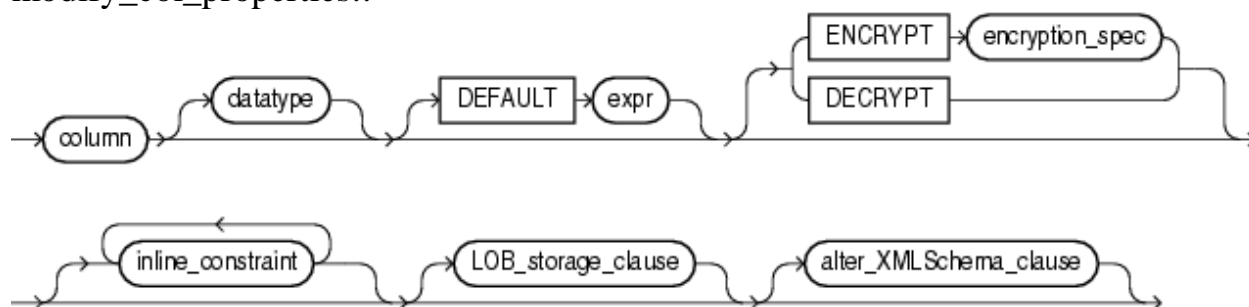 modify_col_properties::
ENCRYPT encryption_spec
datatype DEFAULT expr DECRYPT
column
inline_constraint LOB_storage_clause alter_XMLSchema_clause